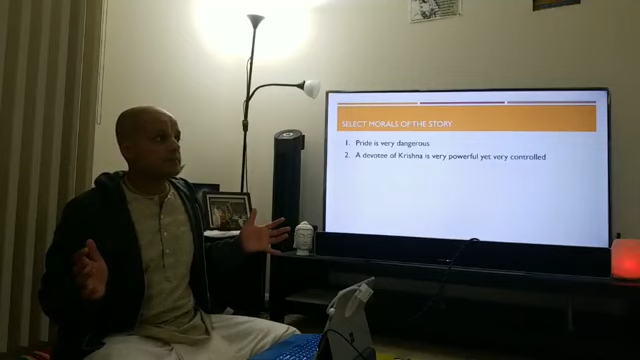 SELECT MORALS OF THE STORY
1. Pride is very dangerous
2. A devotee of Krishna is very powerful yet very controlled